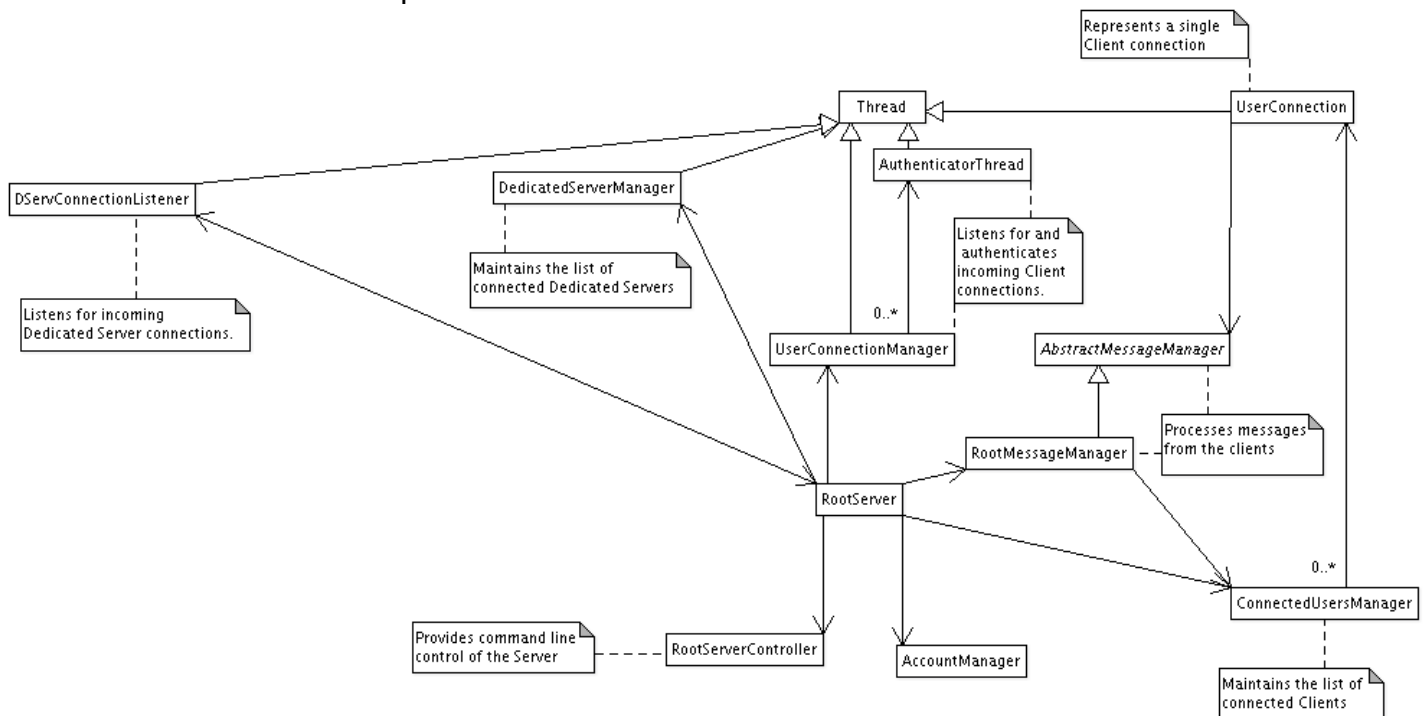 Represents a single
Client connection
Thread
UserConnection
AuthenticatorThread
DedicatedServerManager
DServConnectionListener
Listens for and
authenticates
incoming Client
connections.
Maintains the list of
connected Dedicated Servers
Listens for incoming
Dedicated Server connections.
0..*
UserConnectionManager
AbstractMessageManager
Processes messages
from the clients
RootMessageManager
RootServer
0..*
ConnectedUsersManager
Provides command line
control of the Server
RootServerController
AccountManager
Maintains the list of
connected Clients